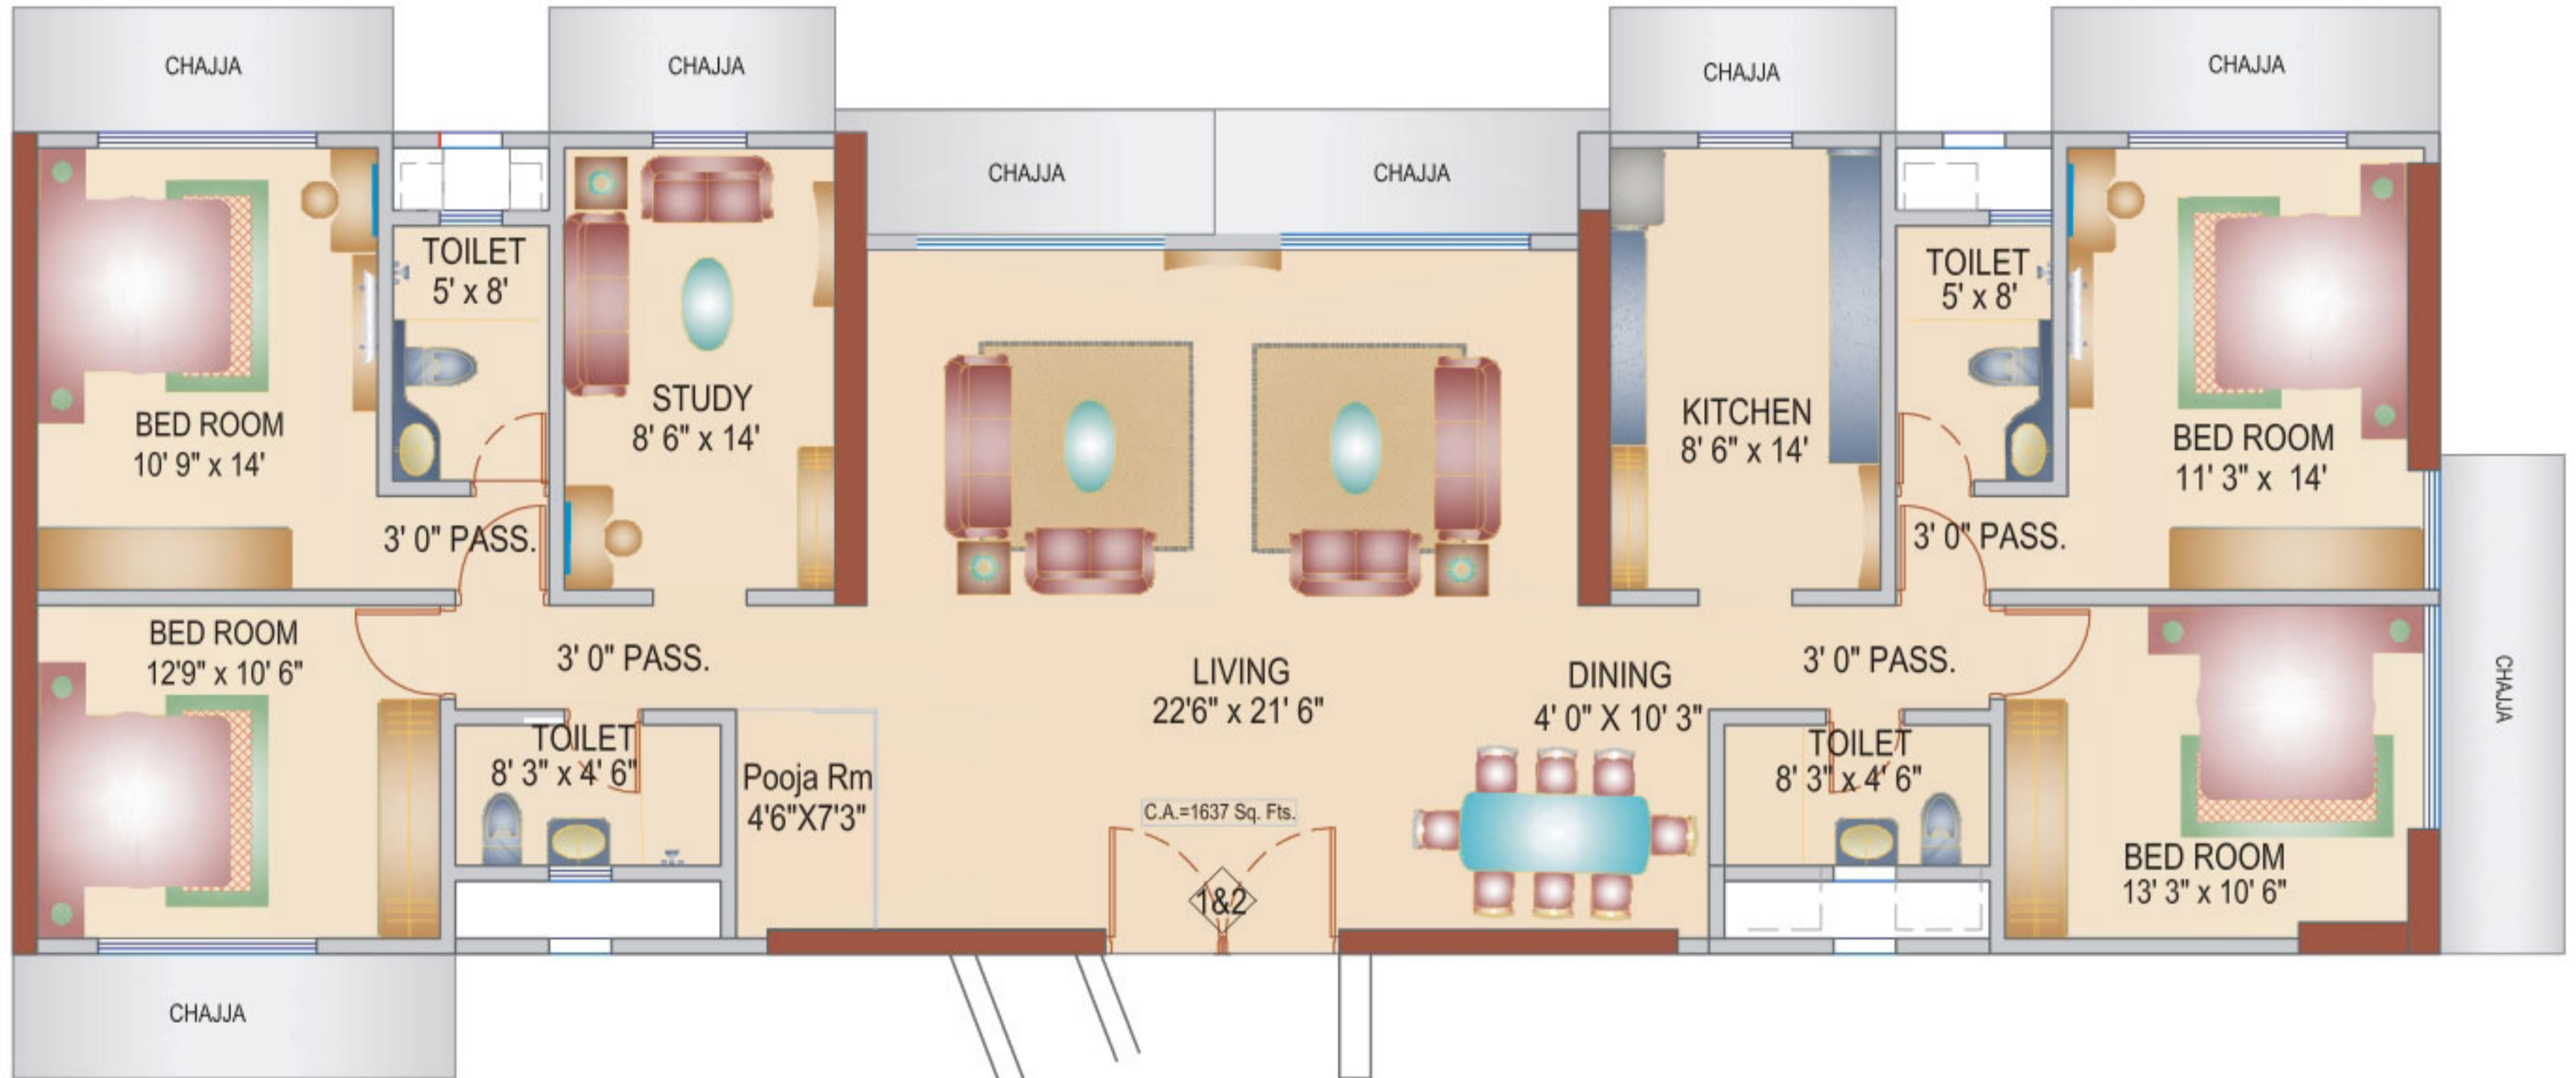 CHAJJA
CHAJJA
CHAJJA
CHAJJA
CHAJJA
CHAJJA
TOILET
5' x 8'
TOILET
5' x 8'
BED ROOM
10' 9" x 14'
STUDY
8' 6" x 14'
KITCHEN
8' 6" x 14'
BED ROOM
11' 3" x 14'
3' 0" PASS.
3' 0" PASS.
BED ROOM
12'9" x 10' 6"
3' 0" PASS.
LIVING
22'6" x 21' 6"
DINING
4' 0" X 10' 3"
3' 0" PASS.
CHAJJA
TOILET
8' 3" x 4' 6"
Pooja Rm
4'6"X7'3"
C.A.=1637 Sq. Fts.
TOILET
8' 3" x 4' 6"
1&2
BED ROOM
13' 3" x 10' 6"
CHAJJA